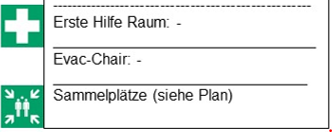 Erste Hilfe Raum: -
Evac-Chair: -
Sammelplätze (siehe Plan)